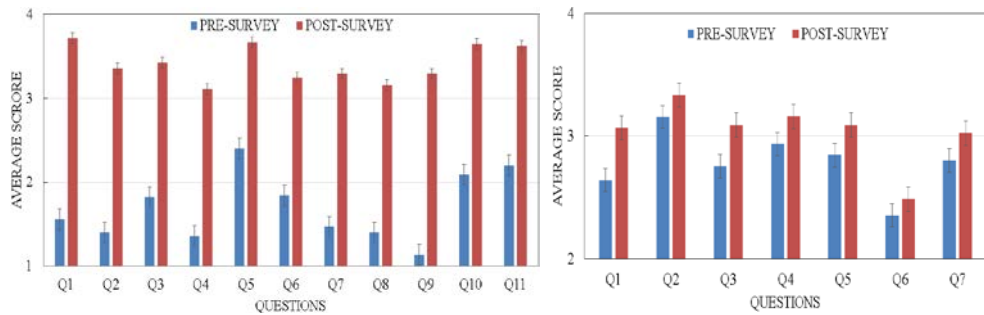 4
3
2
1
AVERAGE SCRORE
PRE-SURVEY
POST-SURVEY
Q1 Q2 Q3 Q4 Q5 Q6 Q7 Q8 Q9 Q10 Q11
QUESTIONS
4
3
2
AVERAGE SCORE
PRE-SURVEY
POST-SURVEY
Q1 Q2 Q3 Q4 Q5 Q6 Q7
QUESTIONS